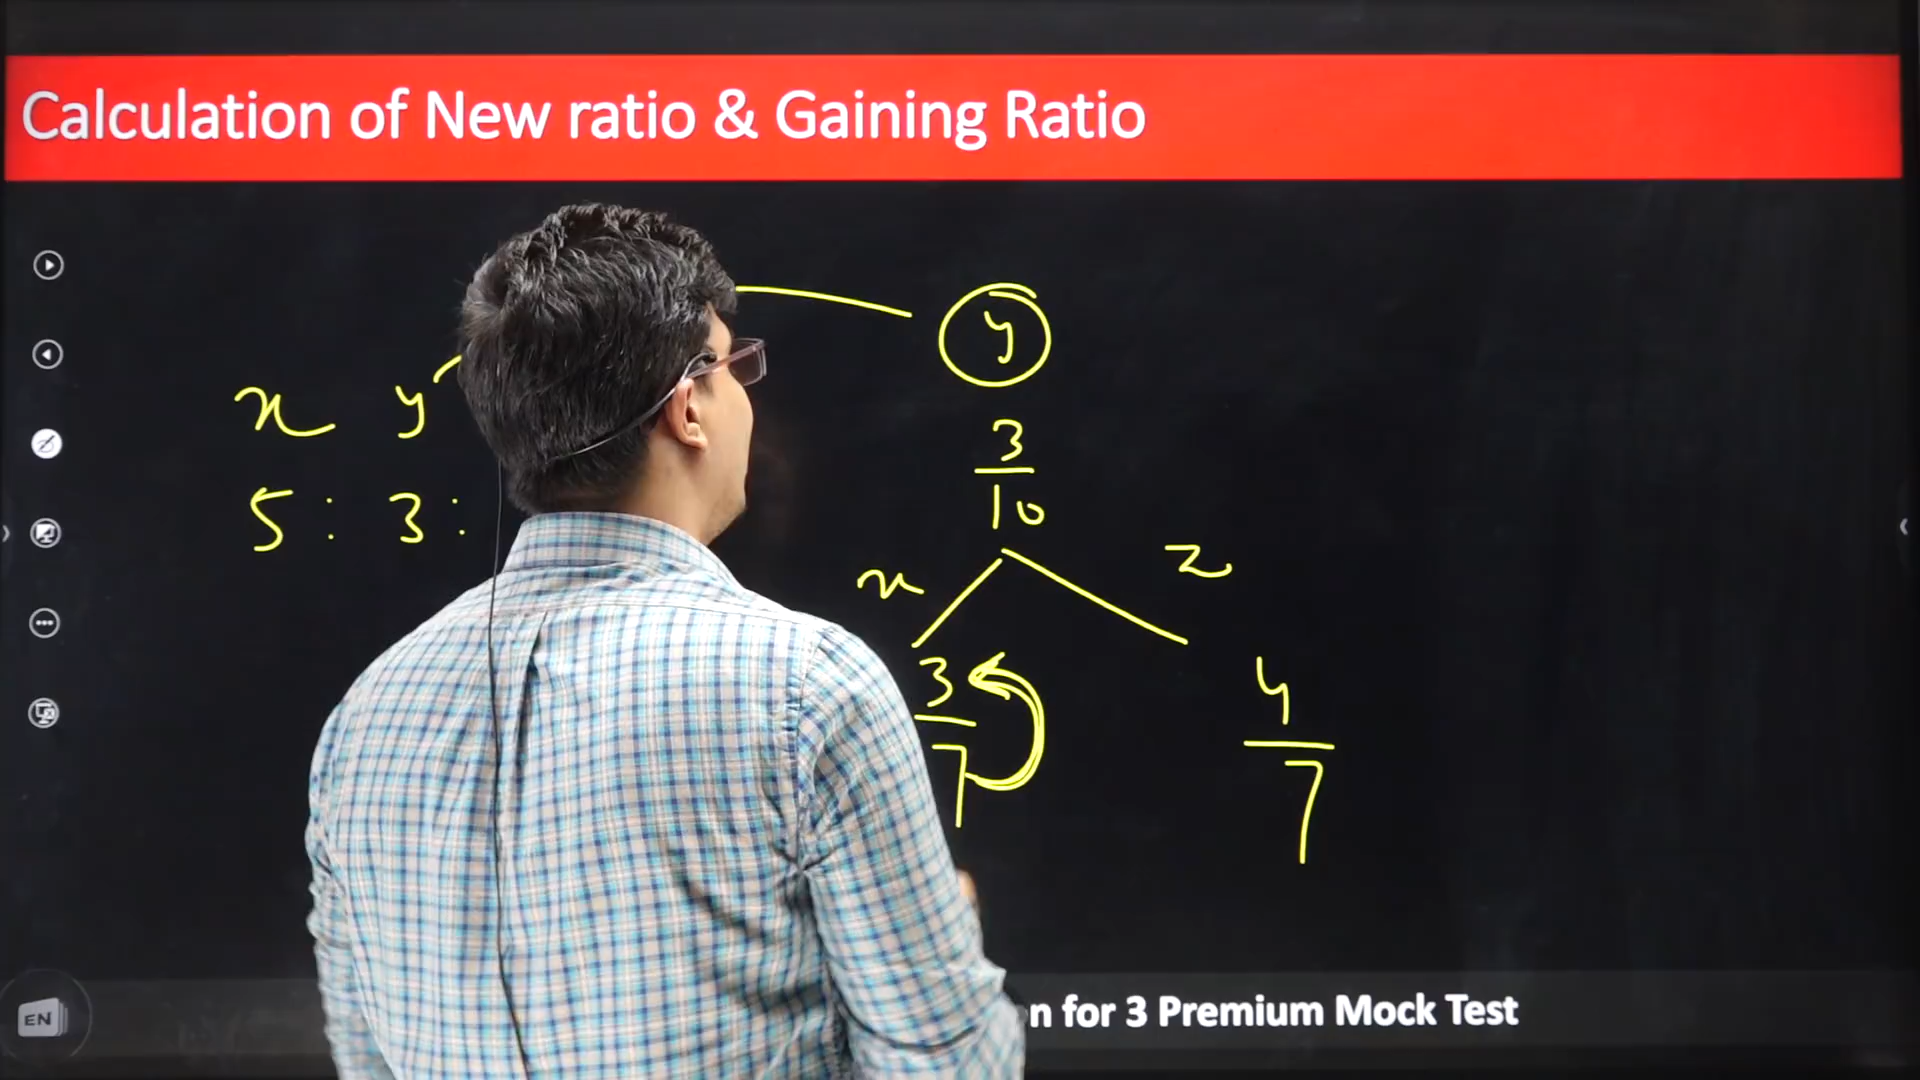 Calculation of New ratio & Gaining Ratio
y
x y
3
5 : 3 :
10
x z
3 4
7 7
EN
for 3 Premium Mock Test